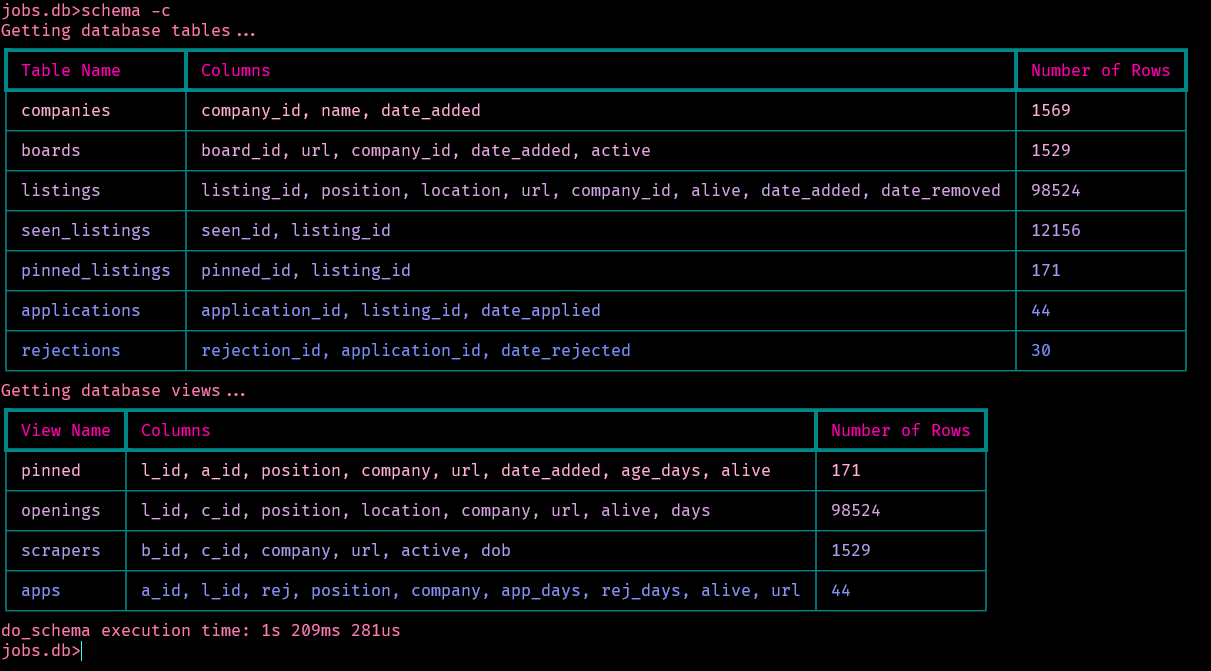 jobs.db>schema -c
Getting database tables...
Table Name Columns Number of Rows
companies company_id, name, date_added 1569
boards board_id, url, company_id, date_added, active 1529
listings listing_id, position, location, url, company_id, alive, date_added, date_removed 98524
seen_listings seen_id, listing_id 12156
pinned_listings pinned_id, listing_id 171
applications application_id, listing_id, date_applied 44
rejections rejection_id, application_id, date_rejected 30
Getting database views...
View Name Columns Number of Rows
pinned l_id, a_id, position, company, url, date_added, age_days, alive 171
openings l_id, c_id, position, location, company, url, alive, days 98524
scrapers b_id, c_id, company, url, active, dob 1529
apps a_id, l_id, rej, position, company, app_days, rej_days, alive, url 44
do_schema execution time: 1s 209ms 281us
jobs.db>